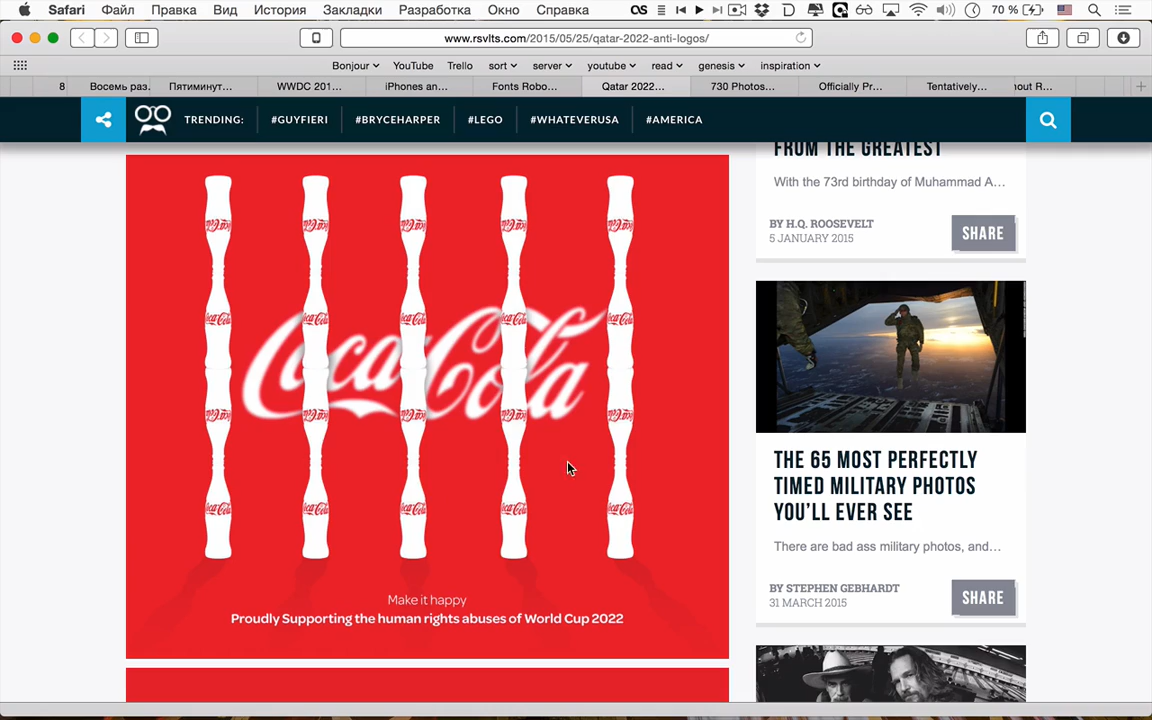 Safari Файл Правка Вид История Закладки Разработка Окно Справка 70 %
www.rsvlts.com/2015/05/25/qatar-2022-anti-logos/
Bonjour YouTube Trello sort server youtube read genesis inspiration
8 Восемь раз. Пятиминут... WWDC 201... iPhones an... Fonts Robo... Qatar 2022... 730 Photos... Officially Pr... Tentatively... hout R...
TRENDING: #GUYFIERI #BRYCEHARPER #LEGO #WHATEVERUSA #AMERICA
FROM THE GREATEST
With the 73rd birthday of Muhammad A...
BY H.Q. ROOSEVELT
5 JANUARY 2015
SHARE
Coca-Cola
Make it happy
Proudly Supporting the human rights abuses of World Cup 2022
THE 65 MOST PERFECTLY
TIMED MILITARY PHOTOS
YOU'LL EVER SEE
There are bad ass military photos, and...
BY STEPHEN GEBHARDT
31 MARCH 2015
SHARE